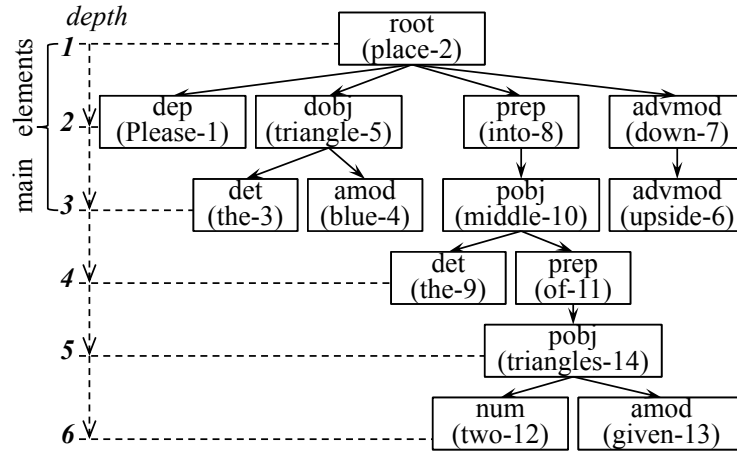 depth
1
root
(place-2)
main elements
2
dep
(Please-1)
dobj
(triangle-5)
prep
(into-8)
advmod
(down-7)
3
det
(the-3)
amod
(blue-4)
pobj
(middle-10)
advmod
(upside-6)
4
det
(the-9)
prep
(of-11)
5
pobj
(triangles-14)
6
num
(two-12)
amod
(given-13)